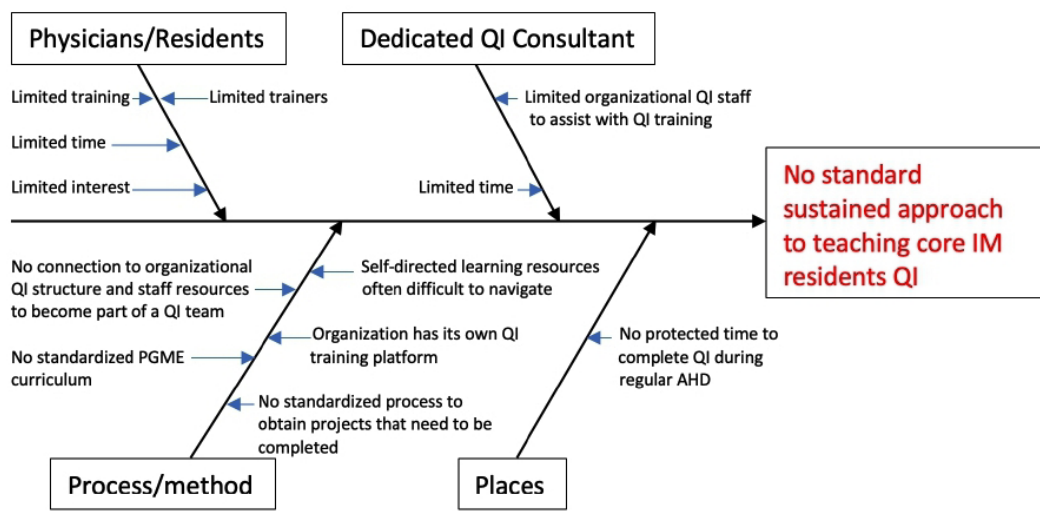 Physicians/Residents
Dedicated QI Consultant
Limited training
Limited trainers
Limited time
Limited interest
Limited organizational QI staff
to assist with QI training
Limited time
No standard
sustained approach
to teaching core IM
residents QI
No connection to organizational
QI structure and staff resources
to become part of a QI team
No standardized PGME
curriculum
Self-directed learning resources
often difficult to navigate
Organization has its own QI
training platform
No standardized process to
obtain projects that need to be
completed
No protected time to
complete QI during
regular AHD
Process/method
Places